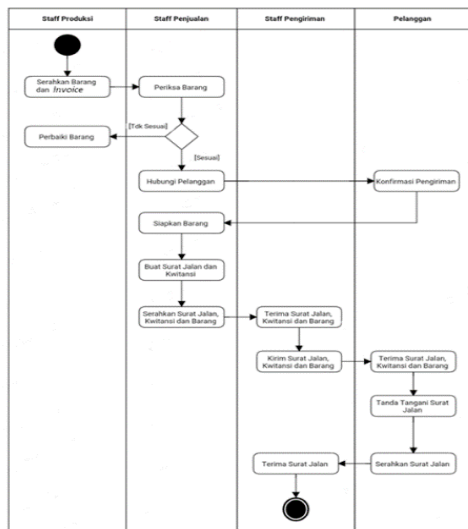 Staff Produksi
Staff Penjualan
Staff Pengiriman
Pelanggan
Serahkan Barang
dan Invoice
Periksa Barang
[Tdk Sesuai]
Perbaiki Barang
[Sesuai]
Hubungi Pelanggan
Konfirmasi Pengiriman
Siapkan Barang
Buat Surat Jalan dan
Kwitansi
Serahkan Surat Jalan,
Kwitansi dan Barang
Terima Surat Jalan,
Kwitansi dan Barang
Kirim Surat Jalan,
Kwitansi dan Barang
Terima Surat Jalan,
Kwitansi dan Barang
Tanda Tangani Surat
Jalan
Terima Surat Jalan
Serahkan Surat Jalan